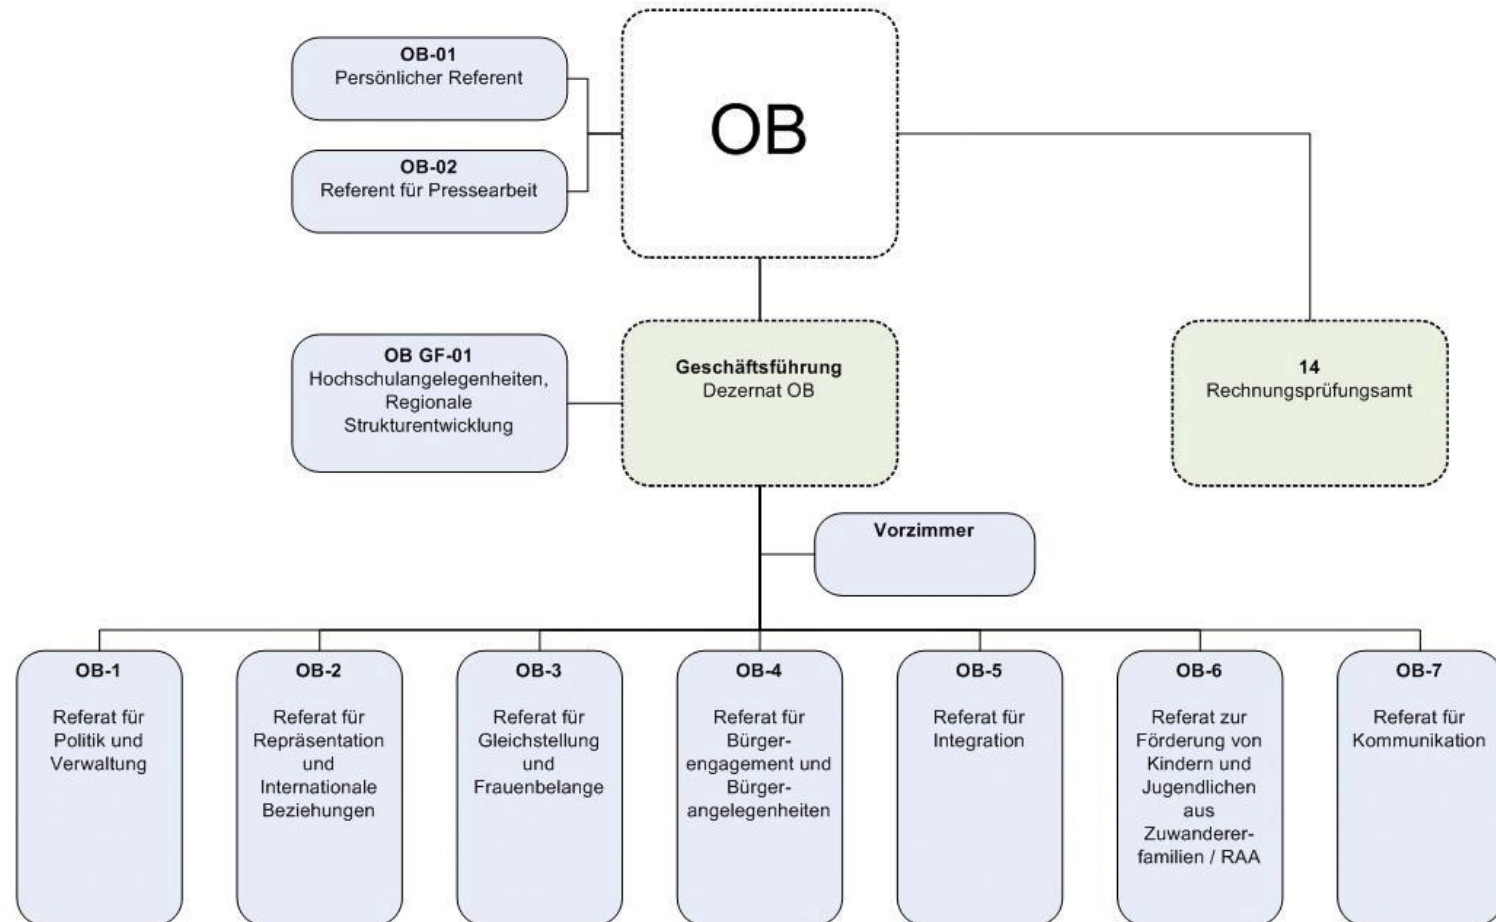 OB-01
Persönlicher Referent
OB-02
Referent für Pressearbeit
OB
OB GF-01
Hochschulangelegenheiten,
Regionale
Strukturentwicklung
Geschäftsführung
Dezernat OB
14
Rechnungsprüfungsamt
Vorzimmer
OB-1
Referat für
Politik und
Verwaltung
OB-2
Referat für
Repräsentation
und
Internationale
Beziehungen
OB-3
Referat für
Gleichstellung
und
Frauenbelange
OB-4
Referat für
Bürger-
engagement und
Bürger-
angelegenheiten
OB-5
Referat für
Integration
OB-6
Referat zur
Förderung von
Kindern und
Jugendlichen
aus
Zuwanderer-
familien / RAA
OB-7
Referat für
Kommunikation